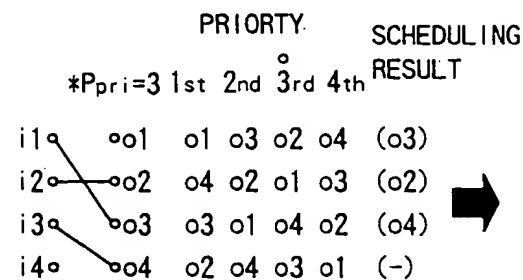 PRIORTY
SCHEDULING
RESULT
*Ppri=3 1st 2nd 3rd 4th
i1 o1 o1 o3 o2 o4 (o3)
i2 o2 o4 o2 o1 o3 (o2)
i3 o3 o3 o1 o4 o2 (o4)
i4 o4 o2 o4 o3 o1 (-)